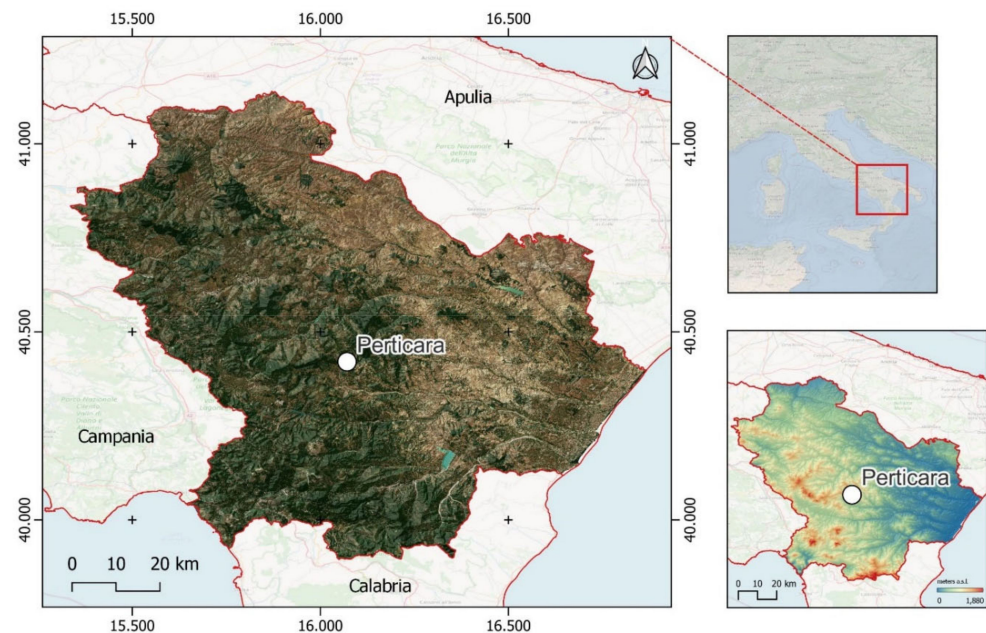 15.500 16.000 16.500
Apulia
41.000 41.000
Perticara
40.500 40.500
Campania
40.000 40.000
0 10 20 km
Calabria
15.500 16.000 16.500
Perticara
0 10 20 km
meters a.s.l.
0 1,880